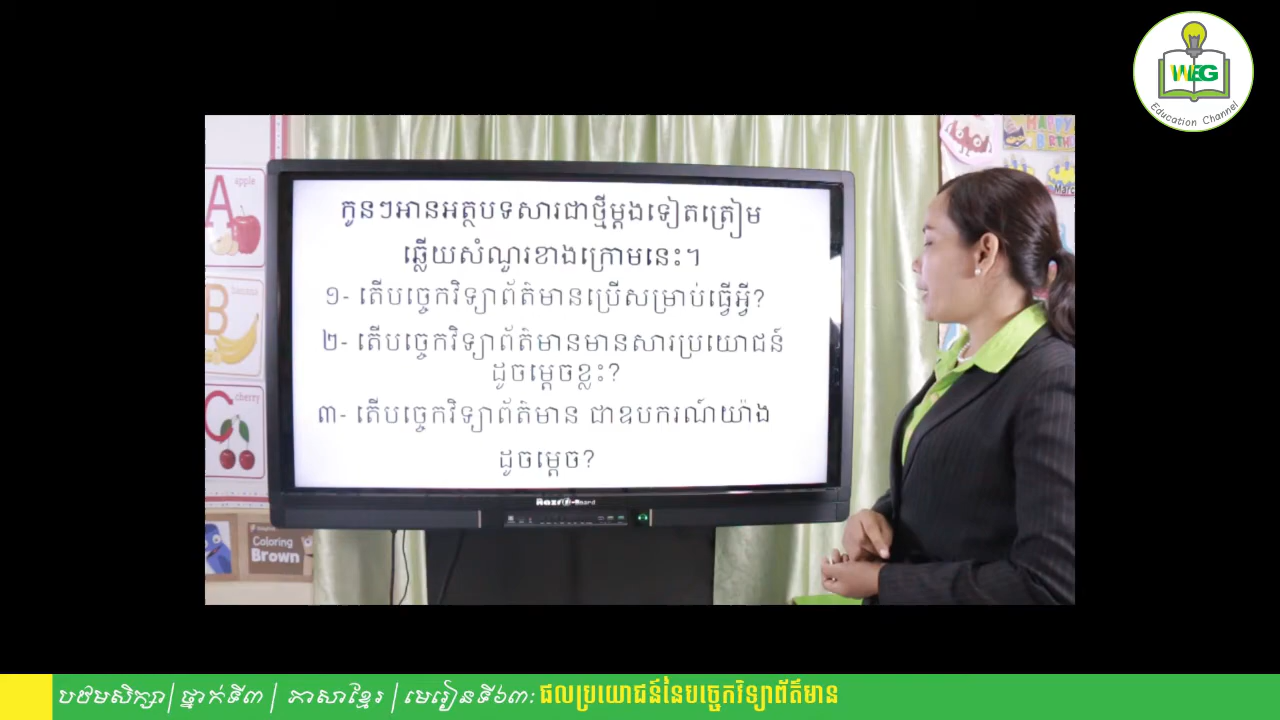 WEG
Education Channel
HAPPY
apple
A
banana
B
cherry
C
Coloring
Brown
កូនៗអានអត្ថបទសារជាថ្មីម្ដងទៀតត្រៀម
ឆ្លើយសំណួរខាងក្រោមនេះ។
១- តើបច្ចេកវិទ្យាព័ត៌មានប្រើសម្រាប់ធ្វើអ្វី?
២- តើបច្ចេកវិទ្យាព័ត៌មានមានសារប្រយោជន៍
ដូចម្ដេចខ្លះ?
៣- តើបច្ចេកវិទ្យាព័ត៌មាន ជាឧបករណ៍យ៉ាង
ដូចម្ដេច?
បឋមសិក្សា| ថ្នាក់ទី៣ | ភាសាខ្មែរ | មេរៀនទី៦៣: ផលប្រយោជន៍នៃបច្ចេកវិទ្យាព័ត៌មាន